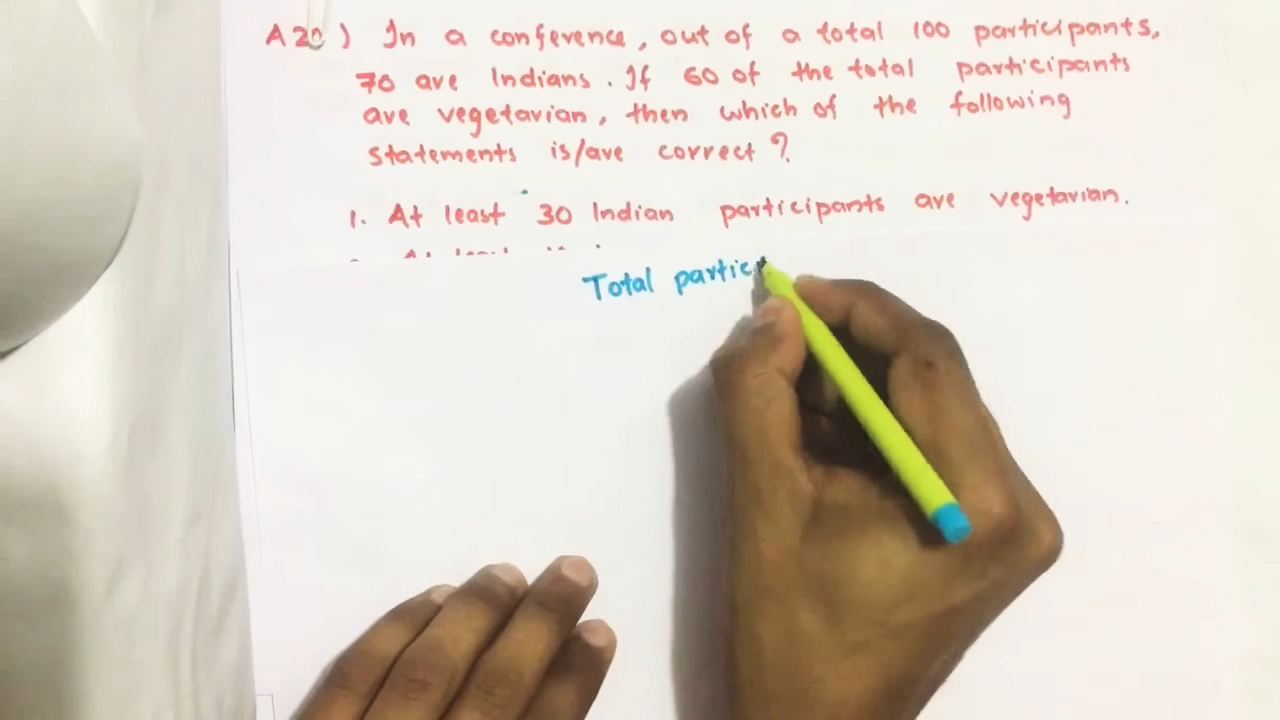 A20) In a conference, out of a total 100 participants,
70 are Indians. If 60 of the total participants
are vegetarian, then which of the following
statements is/are correct?
1. At least 30 Indian participants are vegetarian.
Total partic